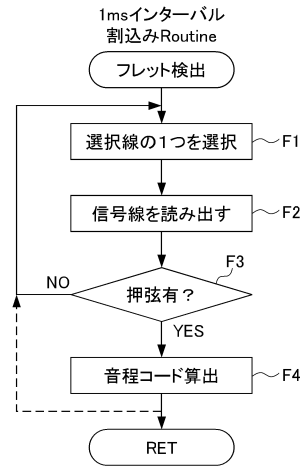 1msインターバル
割込みRoutine
フレット検出
選択線の１つを選択
F1
信号線を読み出す
F2
F3
押弦有？
NO
YES
音程コード算出
F4
RET